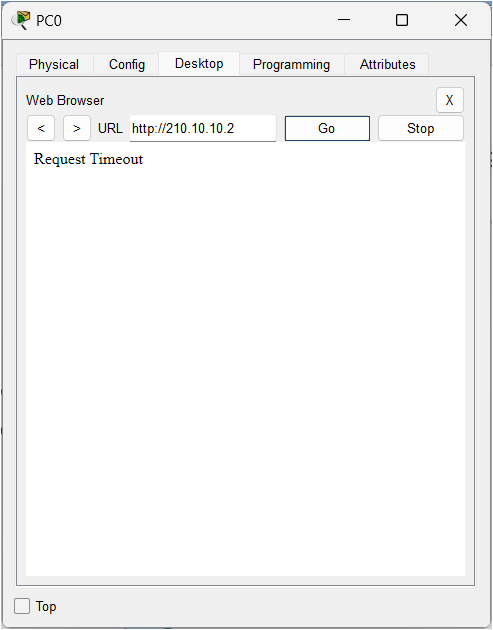 PC0
Physical Config Desktop Programming Attributes
Web Browser X
< > URL http://210.10.10.2 Go Stop
Request Timeout
Top